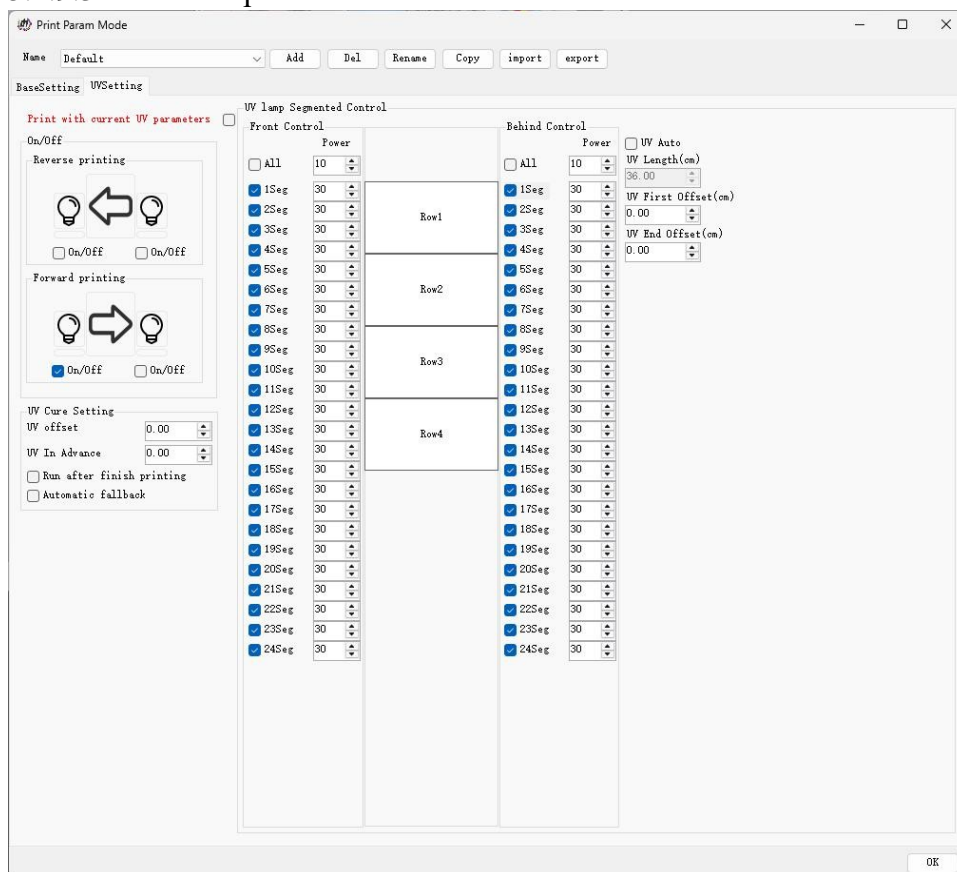 Print Param Mode
Name Default Add Del Rename Copy import export
BaseSetting UVSetting
Print with current UV parameters
On/Off
Reverse printing
On/Off On/Off
Forward printing
On/Off On/Off
UV Cure Setting
UV offset 0.00
UV In Advance 0.00
Run after finish printing
Automatic fallback
UV lamp Segmented Control
Front Control
Power
All 10
1Seg 30
2Seg 30
3Seg 30
4Seg 30
5Seg 30
6Seg 30
7Seg 30
8Seg 30
9Seg 30
10Seg 30
11Seg 30
12Seg 30
13Seg 30
14Seg 30
15Seg 30
16Seg 30
17Seg 30
18Seg 30
19Seg 30
20Seg 30
21Seg 30
22Seg 30
23Seg 30
24Seg 30
Row1
Row2
Row3
Row4
Behind Control
Power
All 10
1Seg 30
2Seg 30
3Seg 30
4Seg 30
5Seg 30
6Seg 30
7Seg 30
8Seg 30
9Seg 30
10Seg 30
11Seg 30
12Seg 30
13Seg 30
14Seg 30
15Seg 30
16Seg 30
17Seg 30
18Seg 30
19Seg 30
20Seg 30
21Seg 30
22Seg 30
23Seg 30
24Seg 30
UV Auto
UV Length(cm)
36.00
UV First Offset(cm)
0.00
UV End Offset(cm)
0.00
OK